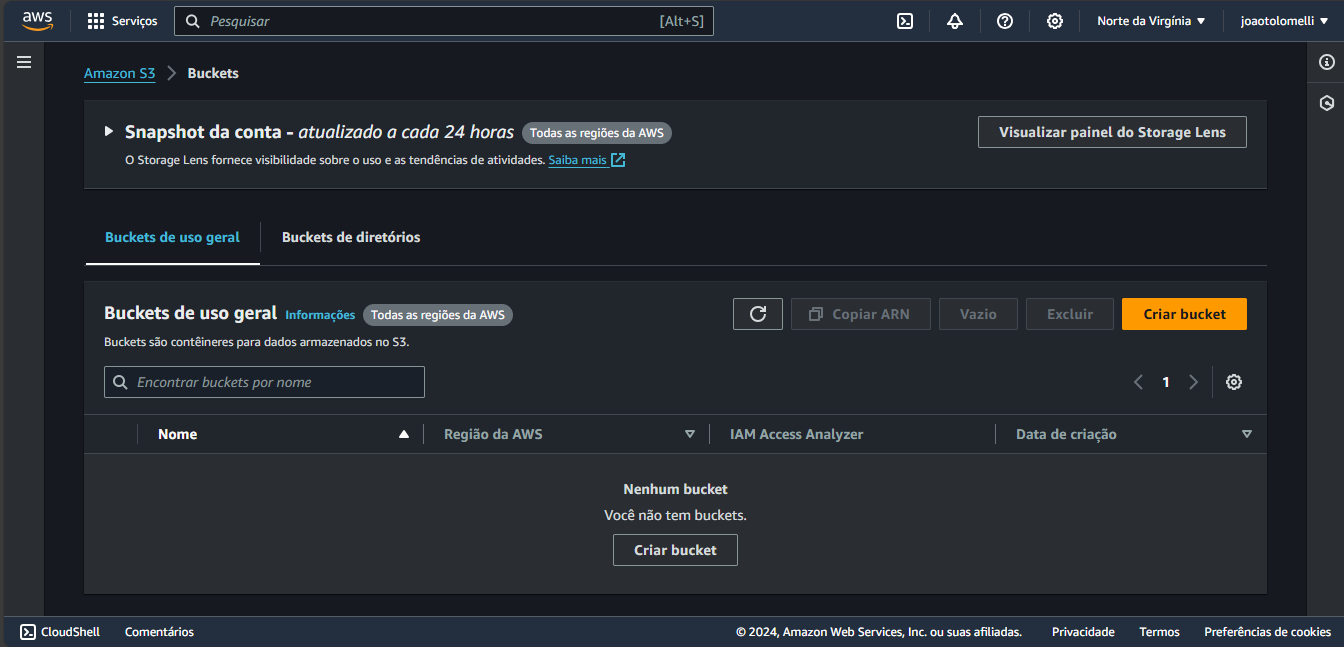 aws Serviços Pesquisar [Alt+S] Norte da Virgínia joaotolomelli
Amazon S3 Buckets
Snapshot da conta - atualizado a cada 24 horas Todas as regiões da AWS Visualizar painel do Storage Lens
O Storage Lens fornece visibilidade sobre o uso e as tendências de atividades. Saiba mais
Buckets de uso geral Buckets de diretórios
Buckets de uso geral Informações Todas as regiões da AWS Copiar ARN Vazio Excluir Criar bucket
Buckets são contêineres para dados armazenados no S3.
Encontrar buckets por nome 1
Nome Região da AWS IAM Access Analyzer Data de criação
Nenhum bucket
Você não tem buckets.
Criar bucket
CloudShell Comentários © 2024, Amazon Web Services, Inc. ou suas afiliadas. Privacidade Termos Preferências de cookies